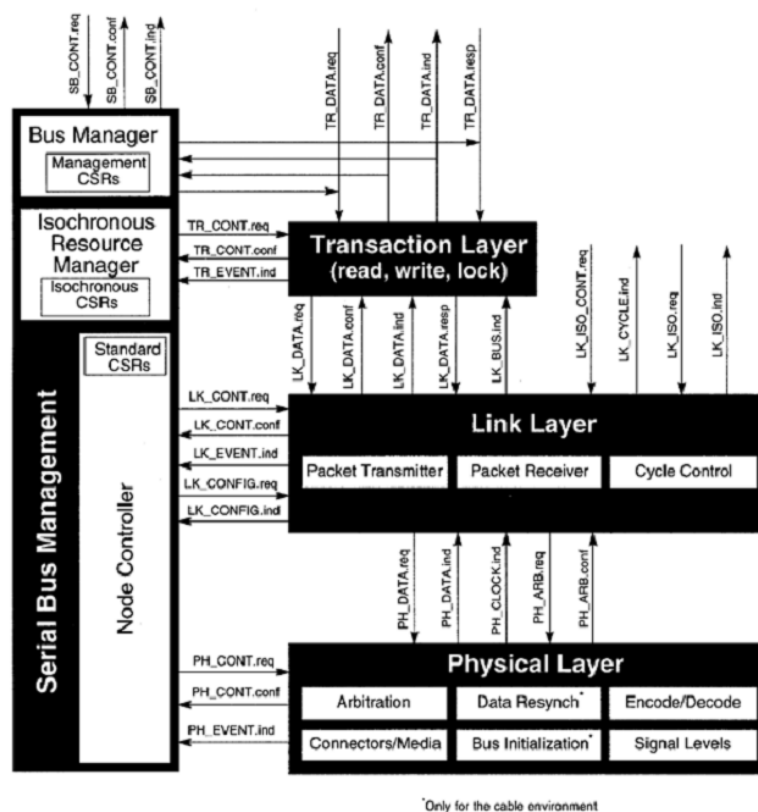 SB_CONT.req
SB_CONT.conf
SB_CONT.ind
TR_DATA.req
TR_DATA.conf
TR_DATA.ind
TR_DATA.resp
Bus Manager
Management
CSRs
Isochronous
Resource
Manager
Isochronous
CSRs
TR_CONT.req
TR_CONT.conf
TR_EVENT.ind
Transaction Layer
(read, write, lock)
LK_DATA.req
LK_DATA.conf
LK_DATA.ind
LK_DATA.resp
LK_BUS.ind
LK_ISO_CONT.req
LK_CYCLE.ind
LK_ISO.req
LK_ISO.ind
Standard
CSRs
Serial Bus Management
Node Controller
LK_CONT.req
LK_CONT.conf
LK_EVENT.ind
LK_CONFIG.req
LK_CONFIG.ind
Link Layer
Packet Transmitter
Packet Receiver
Cycle Control
PH_DATA.req
PH_DATA.ind
PH_CLOCK.ind
PH_ARB.req
PH_ARB.conf
PH_CONT.req
PH_CONT.conf
PH_EVENT.ind
Physical Layer
Arbitration
Data Resynch*
Encode/Decode
Connectors/Media
Bus Initialization*
Signal Levels
*Only for the cable environment